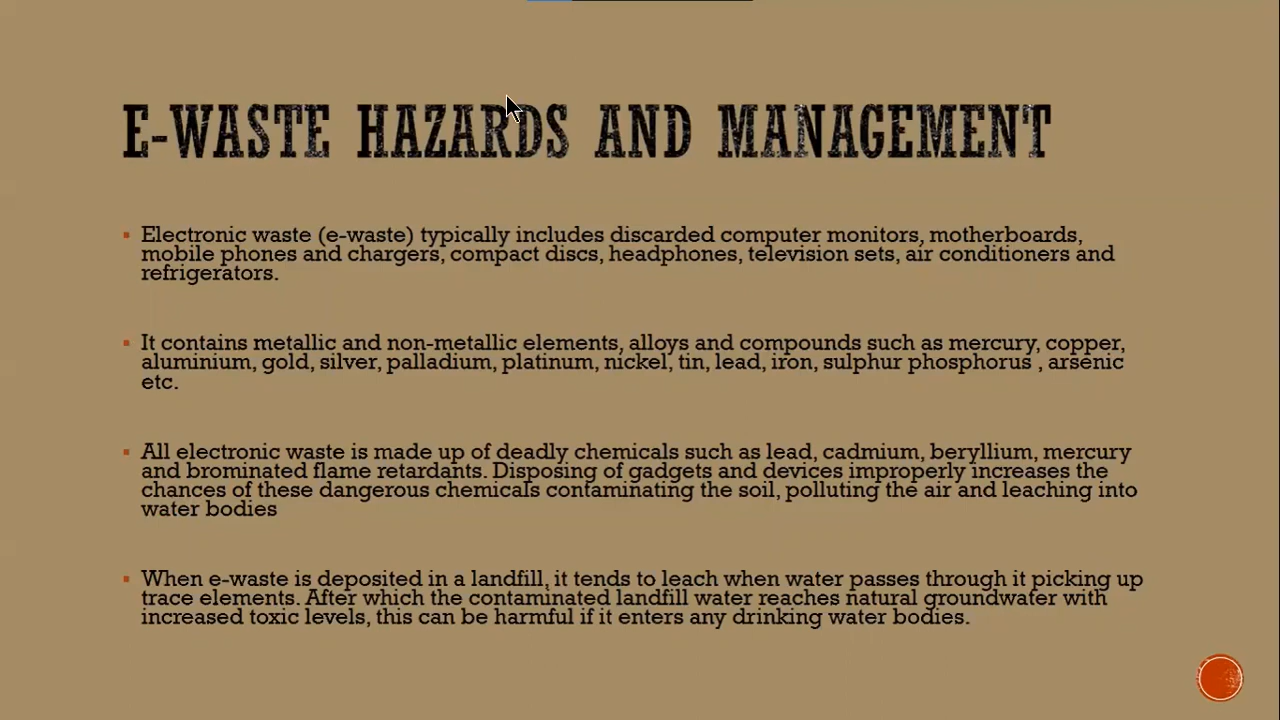 E-WASTE HAZARDS AND MANAGEMENT
Electronic waste (e-waste) typically includes discarded computer monitors, motherboards,
mobile phones and chargers, compact discs, headphones, television sets, air conditioners and
refrigerators.
It contains metallic and non-metallic elements, alloys and compounds such as mercury, copper,
aluminium, gold, silver, palladium, platinum, nickel, tin, lead, iron, sulphur phosphorus , arsenic
etc.
All electronic waste is made up of deadly chemicals such as lead, cadmium, beryllium, mercury
and brominated flame retardants. Disposing of gadgets and devices improperly increases the
chances of these dangerous chemicals contaminating the soil, polluting the air and leaching into
water bodies
When e-waste is deposited in a landfill, it tends to leach when water passes through it picking up
trace elements. After which the contaminated landfill water reaches natural groundwater with
increased toxic levels, this can be harmful if it enters any drinking water bodies.